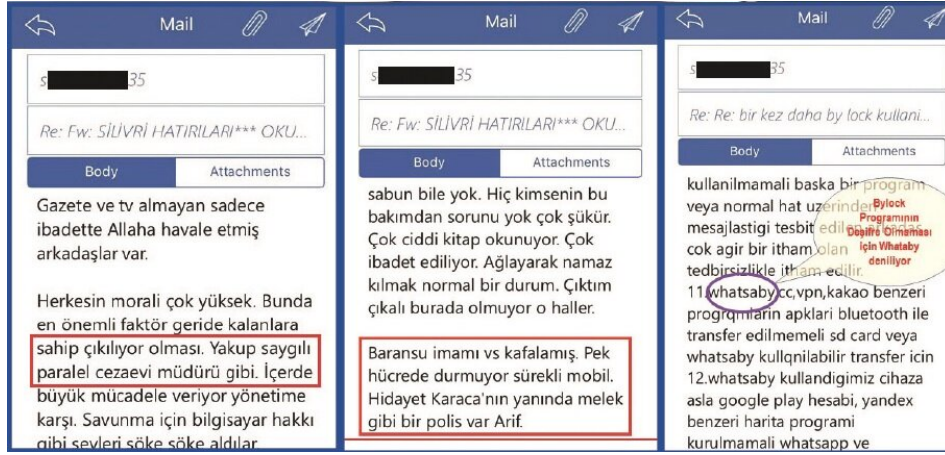 Mail
s 35
Re: Fw: SİLİVRİ HATIRILARI*** OKU...
Body Attachments
Gazete ve tv almayan sadece
ibadette Allaha havale etmiş
arkadaşlar var.
Herkesin morali çok yüksek. Bunda
en önemli faktör geride kalanlara
sahip çıkılıyor olması. Yakup saygılı
paralel cezaevi müdürü gibi. İçerde
büyük mücadele veriyor yönetime
karşı. Savunma için bilgisayar hakkı
gibi şeyleri söke söke aldılar
Mail
s 35
Re: Fw: SİLİVRİ HATIRILARI*** OKU...
Body Attachments
sabun bile yok. Hiç kimsenin bu
bakımdan sorunu yok çok şükür.
Çok ciddi kitap okunuyor. Çok
ibadet ediliyor. Ağlayarak namaz
kılmak normal bir durum. Çıktım
çıkalı burada olmuyor o haller.
Baransu imamı vs kafalamış. Pek
hücrede durmuyor sürekli mobil.
Hidayet Karaca'nın yanında melek
gibi bir polis var Arif.
Mail
s 35
Re: Re: bir kez daha by lock kullani...
Body Attachments
kullanilmamali baska bir program
veya normal hat uzerinden
mesajlastigi tesbit edilen arkadas
cok agir bir itham olan
tedbirsizlikle itham edilir.
11.whatsaby,cc,vpn,kakao benzeri
progrqmlarin apklari bluetooth ile
transfer edilmemeli sd card veya
whatsaby kullqnilabilir transfer icin
12.whatsaby kullandigimiz cihaza
asla google play hesabi, yandex
benzeri harita programi
kurulmamali whatsapp ve
Bylock
Programının
Deşifre Olmaması
için Whataby
deniliyor